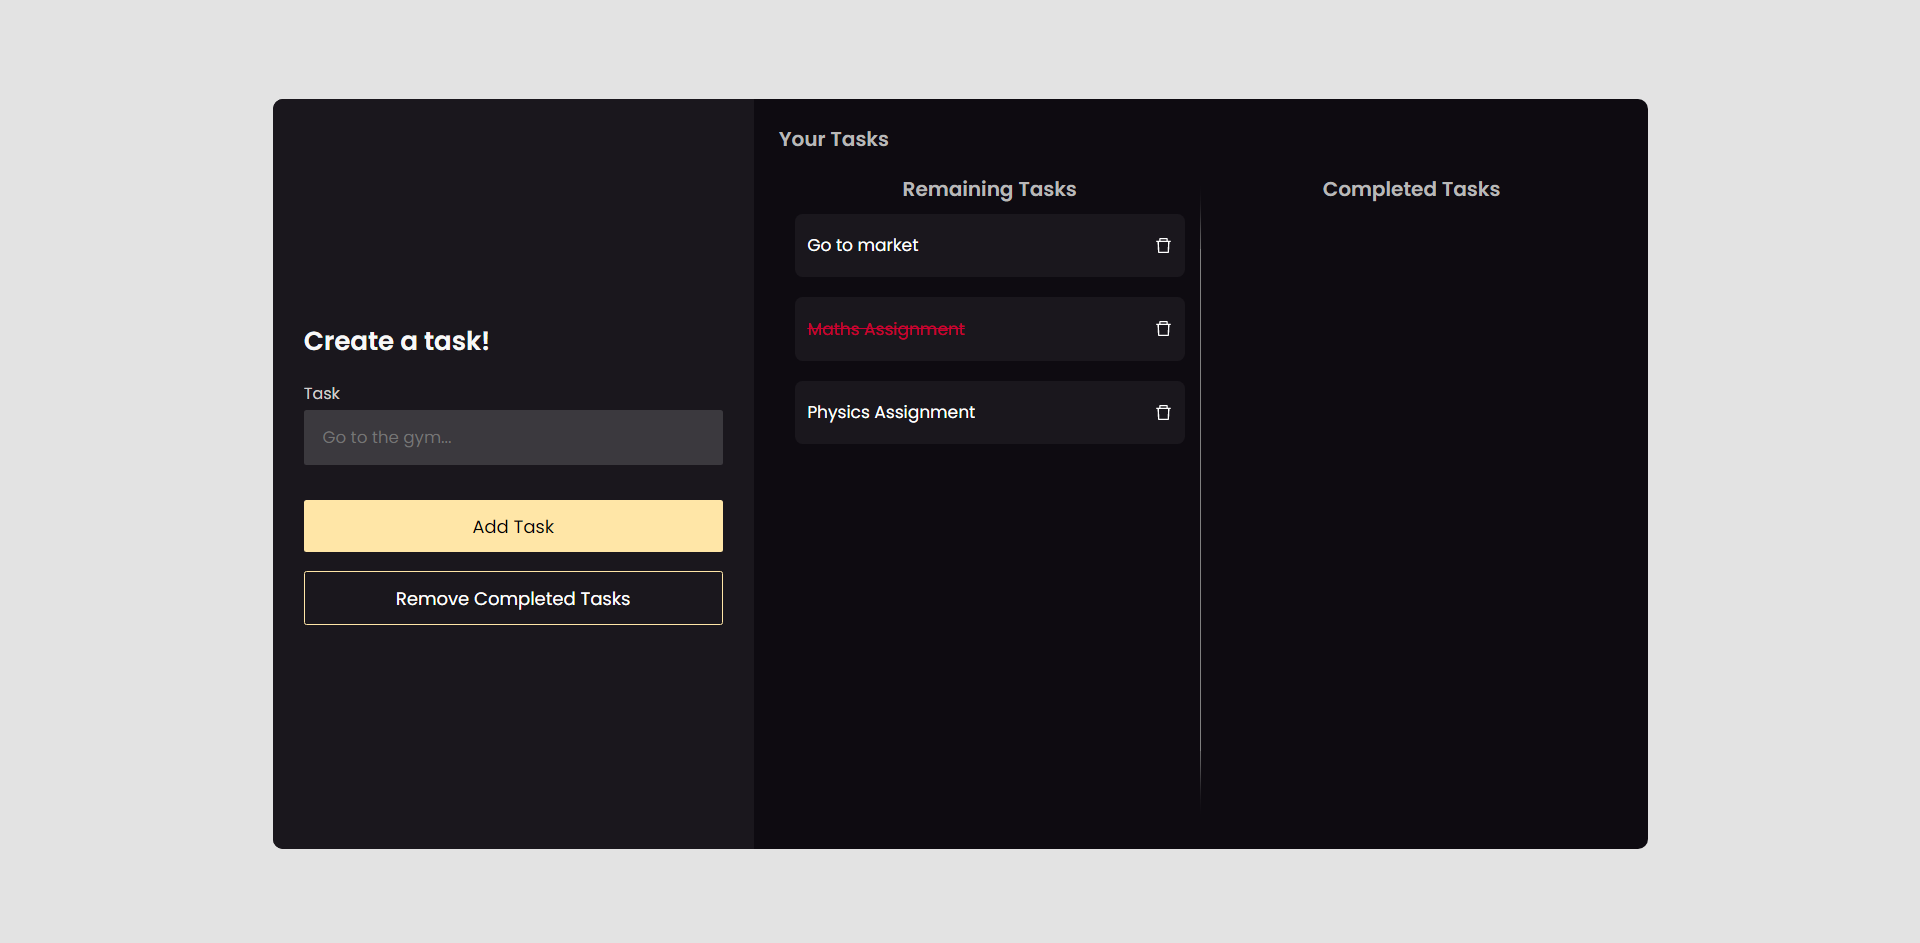 Create a task!
Task
Go to the gym...
Add Task
Remove Completed Tasks
Your Tasks
Remaining Tasks
Go to market
Maths Assignment
Physics Assignment
Completed Tasks